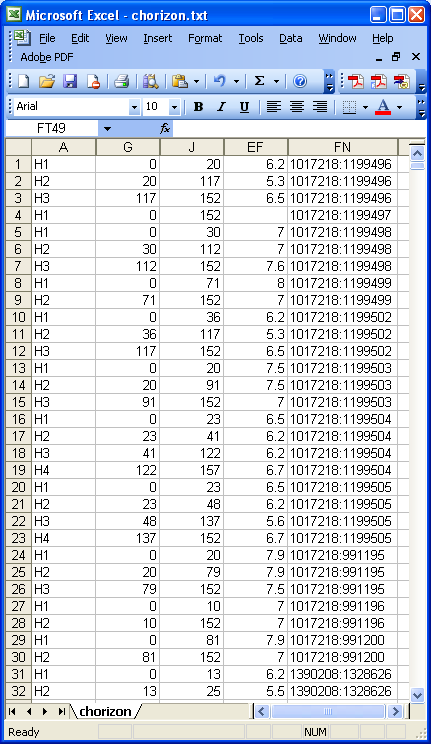 Microsoft Excel - chorizon.txt
File Edit View Insert Format Tools Data Window Help
Adobe PDF
Arial 10 B I U A
FT49 fx
A G J EF FN
1 H1 0 20 6.2 1017218:1199496
2 H2 20 117 5.3 1017218:1199496
3 H3 117 152 6.5 1017218:1199496
4 H1 0 152 1017218:1199497
5 H1 0 30 7 1017218:1199498
6 H2 30 112 7 1017218:1199498
7 H3 112 152 7.6 1017218:1199498
8 H1 0 71 8 1017218:1199499
9 H2 71 152 7 1017218:1199499
10 H1 0 36 6.2 1017218:1199502
11 H2 36 117 5.3 1017218:1199502
12 H3 117 152 6.5 1017218:1199502
13 H1 0 20 7.5 1017218:1199503
14 H2 20 91 7.5 1017218:1199503
15 H3 91 152 7 1017218:1199503
16 H1 0 23 6.5 1017218:1199504
17 H2 23 41 6.2 1017218:1199504
18 H3 41 122 6.2 1017218:1199504
19 H4 122 157 6.7 1017218:1199504
20 H1 0 23 6.5 1017218:1199505
21 H2 23 48 6.2 1017218:1199505
22 H3 48 137 5.6 1017218:1199505
23 H4 137 152 6.7 1017218:1199505
24 H1 0 20 7.9 1017218:991195
25 H2 20 79 7.9 1017218:991195
26 H3 79 152 7.5 1017218:991195
27 H1 0 10 7 1017218:991196
28 H2 10 152 7 1017218:991196
29 H1 0 81 7.9 1017218:991200
30 H2 81 152 7 1017218:991200
31 H1 0 13 6.2 1390208:1328626
32 H2 13 25 5.5 1390208:1328626
chorizon
Ready NUM